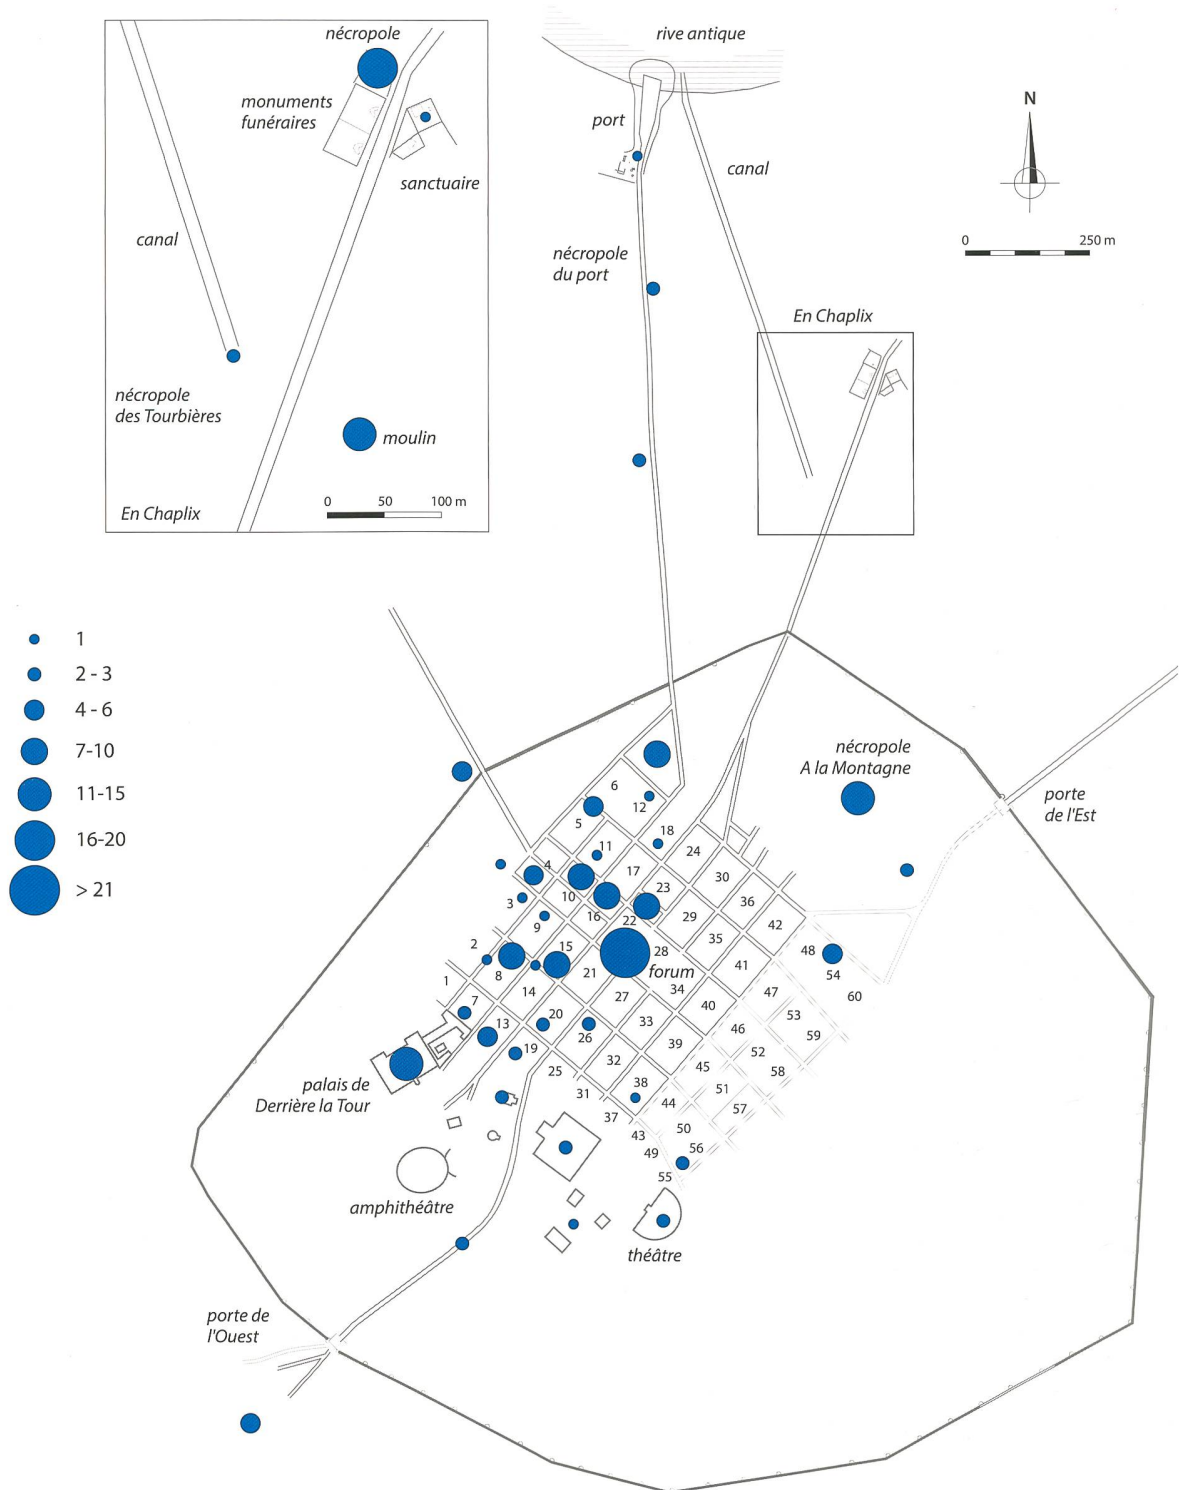 nécropole
monuments
funéraires
sanctuaire
canal
nécropole
des Tourbières
moulin
0 50 100 m
En Chaplix
rive antique
port
canal
nécropole
du port
En Chaplix
N
0 250 m
1
2 - 3
4 - 6
7-10
11-15
16-20
> 21
nécropole
A la Montagne
porte
de l'Est
6
12
5
18
11
24
4
17
30
10
23
3
36
16
22
29
42
9
35
2
15
28
48
8
21
forum
41
54
1
14
34
47
60
7
27
40
53
13
20
33
46
59
26
39
52
19
32
45
58
25
38
51
31
44
57
37
50
43
56
49
55
palais de
Derrière la Tour
amphithéâtre
théâtre
porte de
l'Ouest